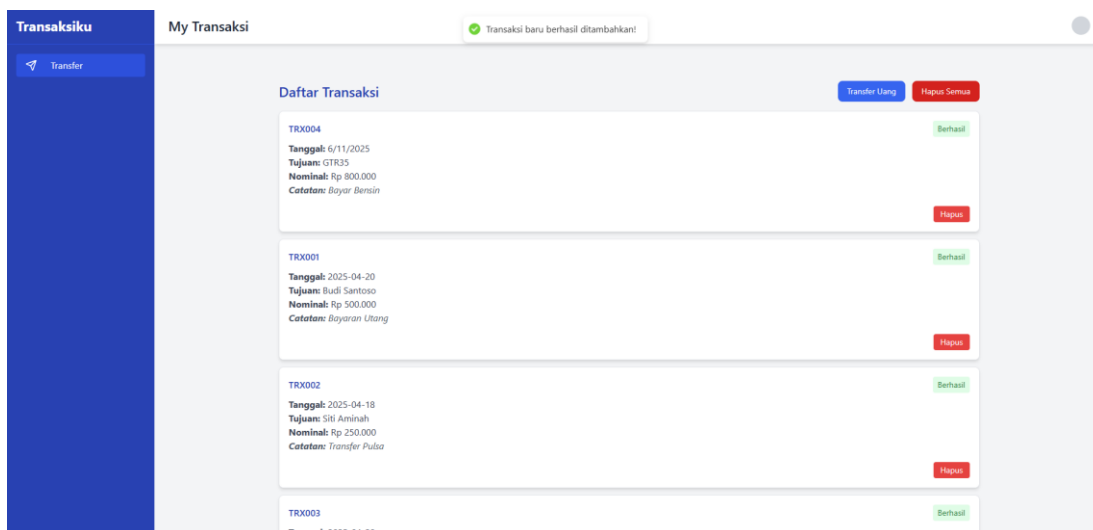 Transaksiku
My Transaksi
Transaksi baru berhasil ditambahkan!
Transfer
Daftar Transaksi
Transfer Uang
Hapus Semua
TRX004
Berhasil
Tanggal: 6/11/2025
Tujuan: GTR35
Nominal: Rp 800.000
Catatan: Bayar Bensin
Hapus
TRX001
Berhasil
Tanggal: 2025-04-20
Tujuan: Budi Santoso
Nominal: Rp 500.000
Catatan: Bayaran Utang
Hapus
TRX002
Berhasil
Tanggal: 2025-04-18
Tujuan: Siti Aminah
Nominal: Rp 250.000
Catatan: Transfer Pulsa
Hapus
TRX003
Berhasil